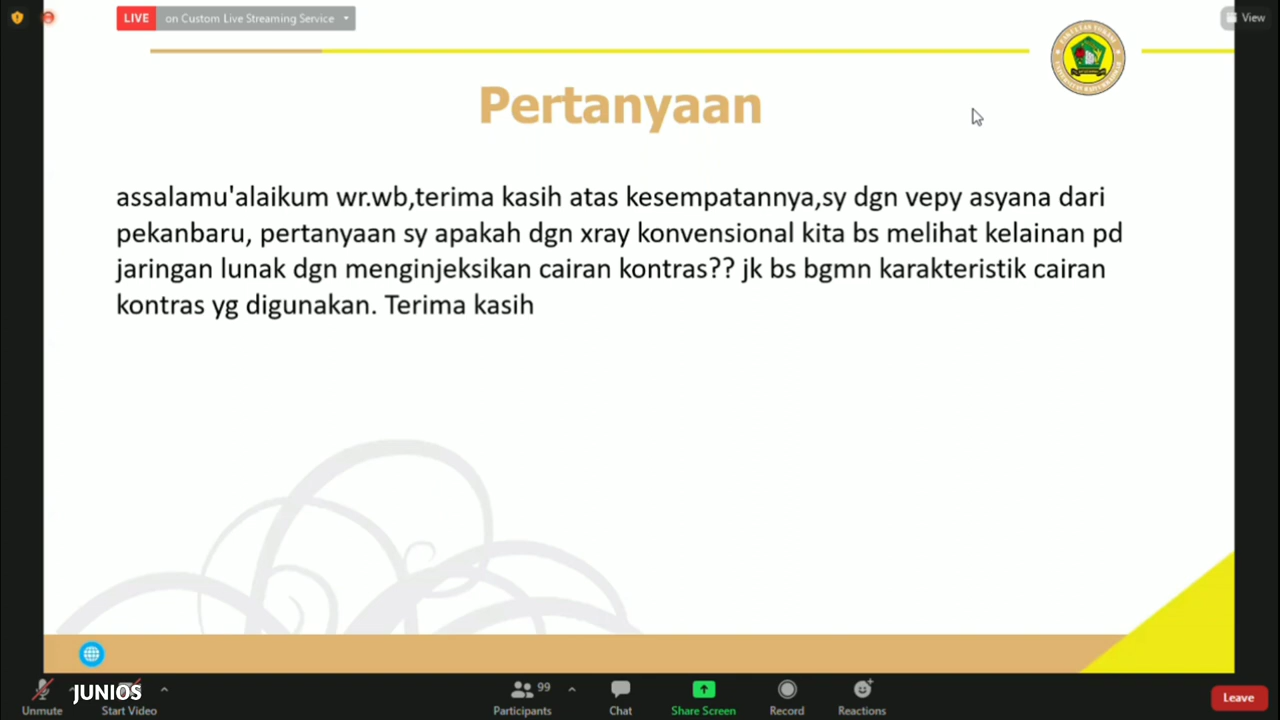 LIVE on Custom Live Streaming Service
View
Pertanyaan
assalamu'alaikum wr.wb,terima kasih atas kesempatannya,sy dgn vepy asyana dari
pekanbaru, pertanyaan sy apakah dgn xray konvensional kita bs melihat kelainan pd
jaringan lunak dgn menginjeksikan cairan kontras?? jk bs bgmn karakteristik cairan
kontras yg digunakan. Terima kasih
JUNIOS
99
Unmute
Start Video
Participants
Chat
Share Screen
Record
Reactions
Leave